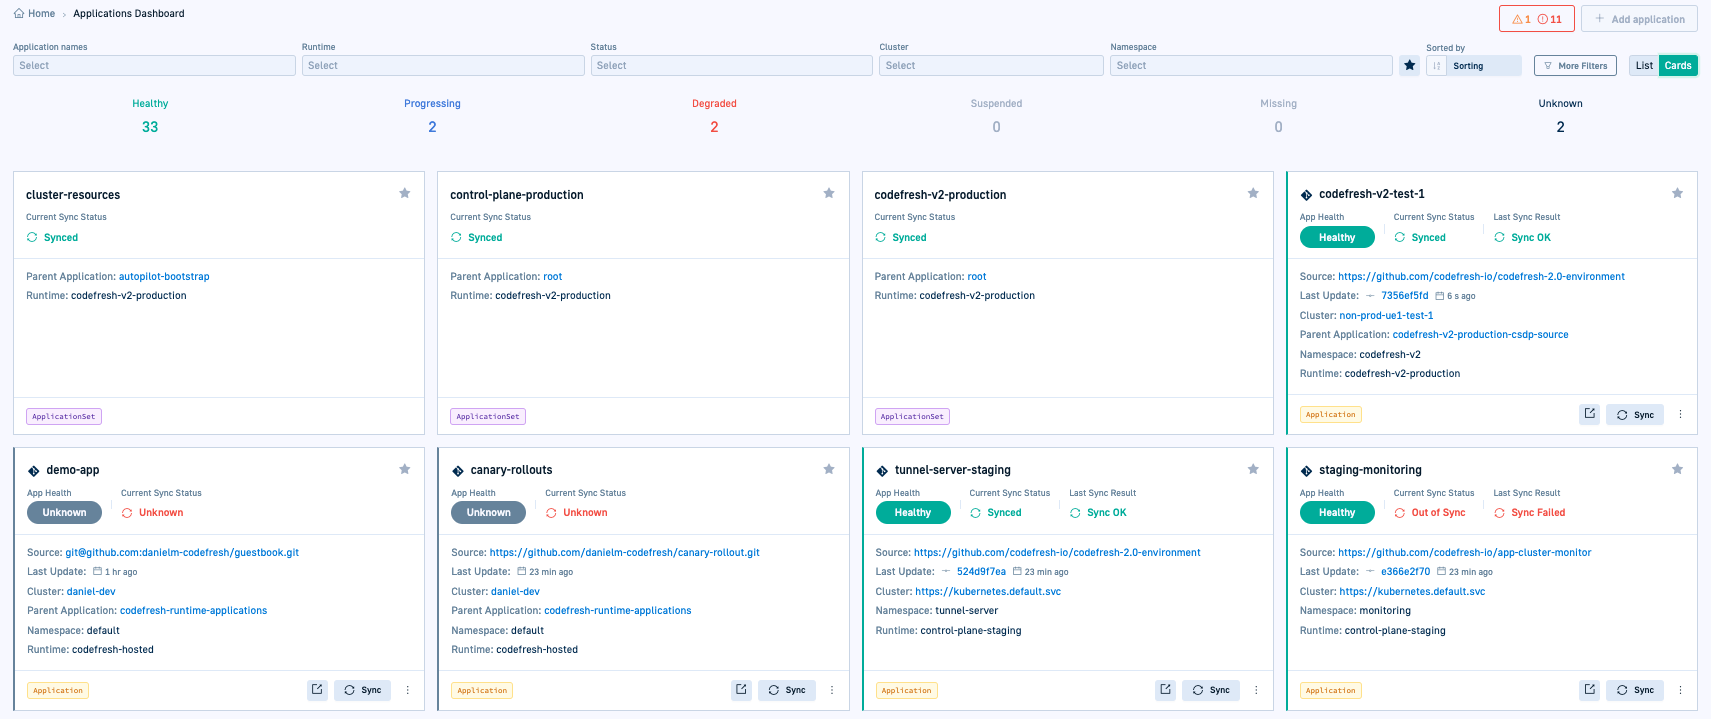 Home > Applications Dashboard
1 11
+ Add application
Application names
Select
Runtime
Select
Status
Select
Cluster
Select
Namespace
Select
Sorted by
Sorting
More Filters
List Cards
Healthy
33
Progressing
2
Degraded
2
Suspended
0
Missing
0
Unknown
2
cluster-resources
Current Sync Status
Synced
Parent Application: autopilot-bootstrap
Runtime: codefresh-v2-production
ApplicationSet
control-plane-production
Current Sync Status
Synced
Parent Application: root
Runtime: codefresh-v2-production
ApplicationSet
codefresh-v2-production
Current Sync Status
Synced
Parent Application: root
Runtime: codefresh-v2-production
ApplicationSet
codefresh-v2-test-1
App Health Current Sync Status Last Sync Result
Healthy Synced Sync OK
Source: https://github.com/codefresh-io/codefresh-2.0-environment
Last Update: 7356ef5fd 6 s ago
Cluster: non-prod-ue1-test-1
Parent Application: codefresh-v2-production-csdp-source
Namespace: codefresh-v2
Runtime: codefresh-v2-production
Application Sync
demo-app
App Health Current Sync Status
Unknown Unknown
Source: git@github.com:danielm-codefresh/guestbook.git
Last Update: 1 hr ago
Cluster: daniel-dev
Parent Application: codefresh-runtime-applications
Namespace: default
Runtime: codefresh-hosted
Application Sync
canary-rollouts
App Health Current Sync Status
Unknown Unknown
Source: https://github.com/danielm-codefresh/canary-rollout.git
Last Update: 23 min ago
Cluster: daniel-dev
Parent Application: codefresh-runtime-applications
Namespace: default
Runtime: codefresh-hosted
Application Sync
tunnel-server-staging
App Health Current Sync Status Last Sync Result
Healthy Synced Sync OK
Source: https://github.com/codefresh-io/codefresh-2.0-environment
Last Update: 524d9f7ea 23 min ago
Cluster: https://kubernetes.default.svc
Namespace: tunnel-server
Runtime: control-plane-staging
Application Sync
staging-monitoring
App Health Current Sync Status Last Sync Result
Healthy Out of Sync Sync Failed
Source: https://github.com/codefresh-io/app-cluster-monitor
Last Update: e366e2f70 23 min ago
Cluster: https://kubernetes.default.svc
Namespace: monitoring
Runtime: control-plane-staging
Application Sync